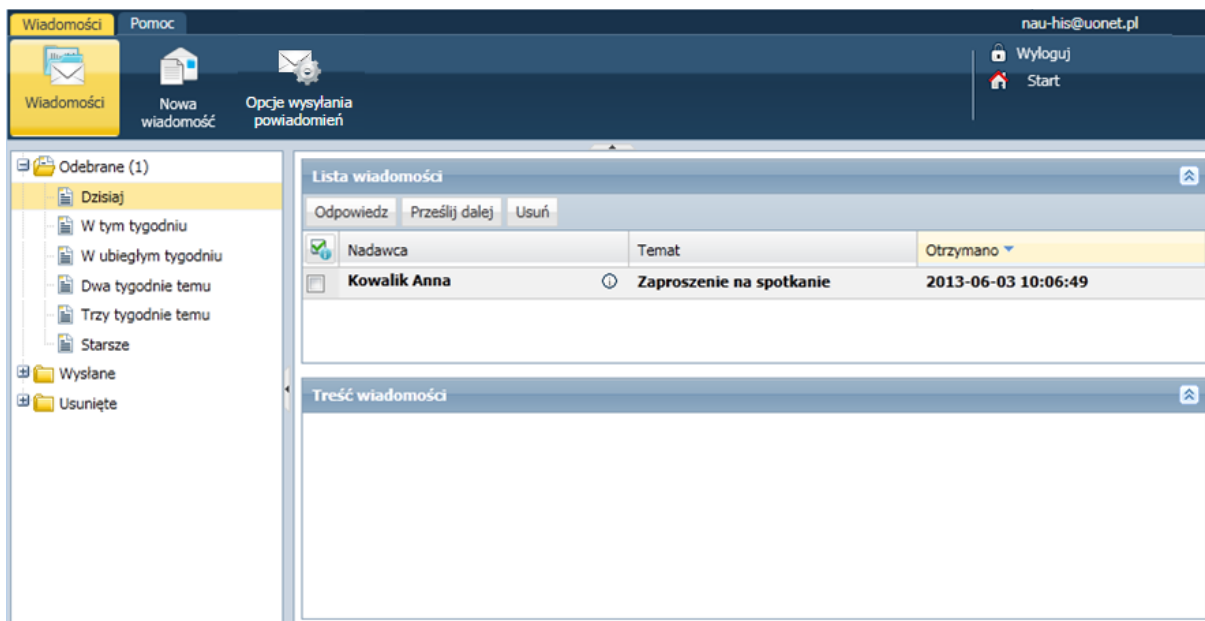 Wiadomości Pomoc nau-his@uonet.pl
Wyloguj
Start
Wiadomości
Nowa
wiadomość
Opcje wysyłania
powiadomień
Odebrane (1)
Dzisiaj
W tym tygodniu
W ubiegłym tygodniu
Dwa tygodnie temu
Trzy tygodnie temu
Starsze
Wysłane
Usunięte
Lista wiadomości
Odpowiedz Prześlij dalej Usuń
Nadawca Temat Otrzymano
Kowalik Anna Zaproszenie na spotkanie 2013-06-03 10:06:49
Treść wiadomości